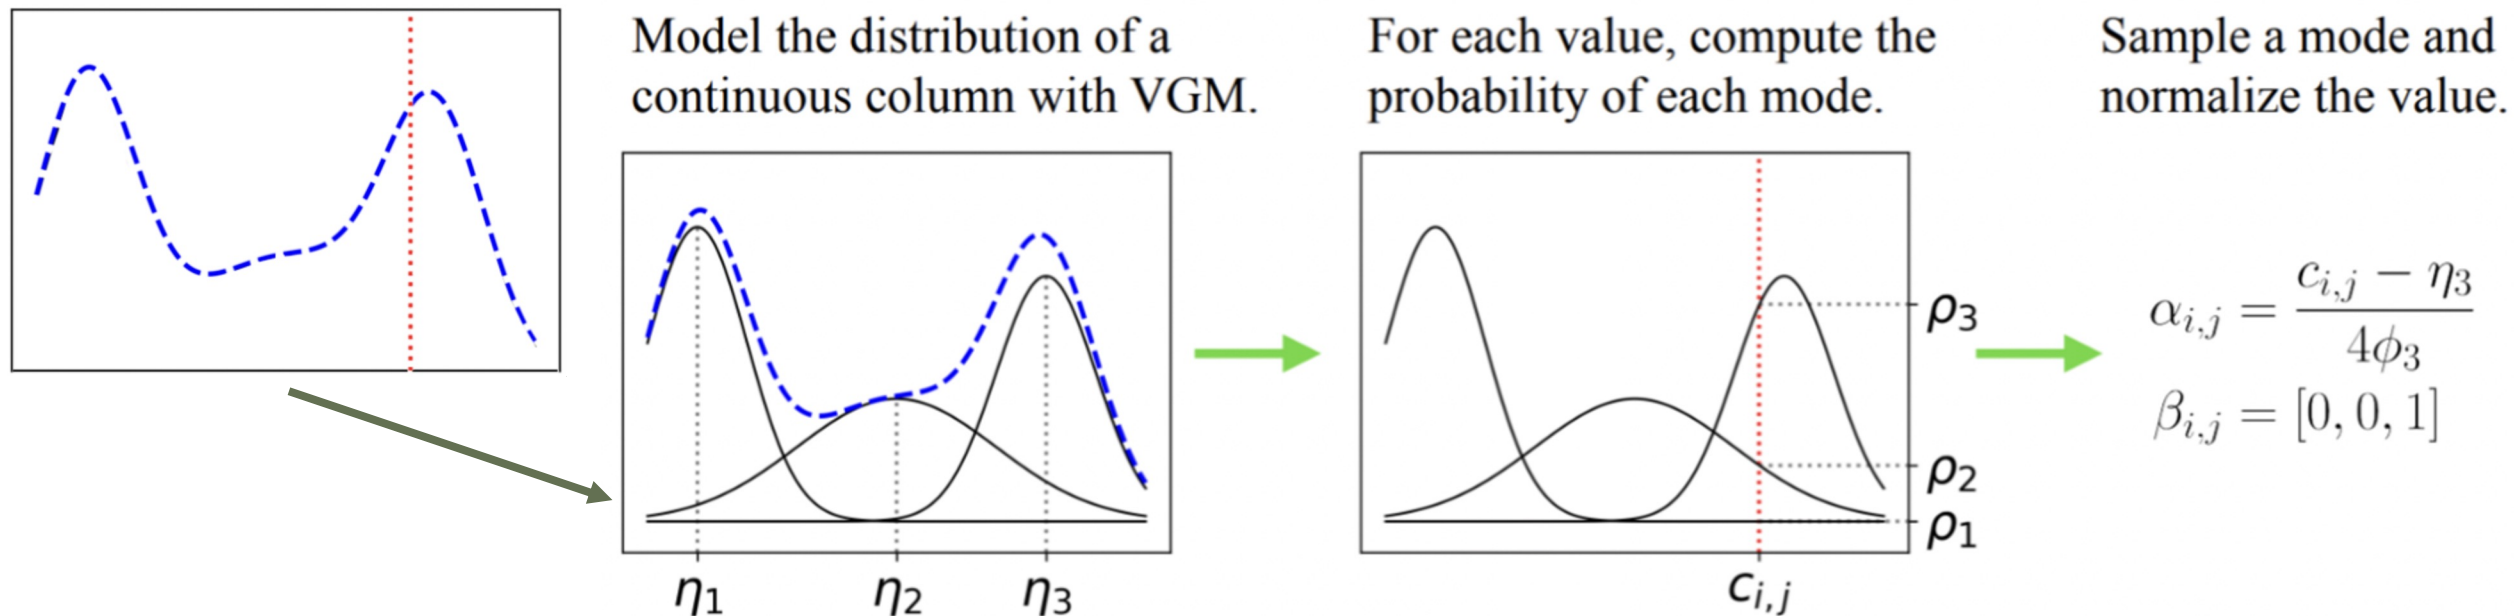 Model the distribution of a
continuous column with VGM.
For each value, compute the
probability of each mode.
Sample a mode and
normalize the value.
η₁ η₂ η₃
ρ₃
ρ₂
ρ₁
cᵢ,ⱼ
αᵢ,ⱼ = (cᵢ,ⱼ − η₃) / 4ϕ₃
βᵢ,ⱼ = [0, 0, 1]